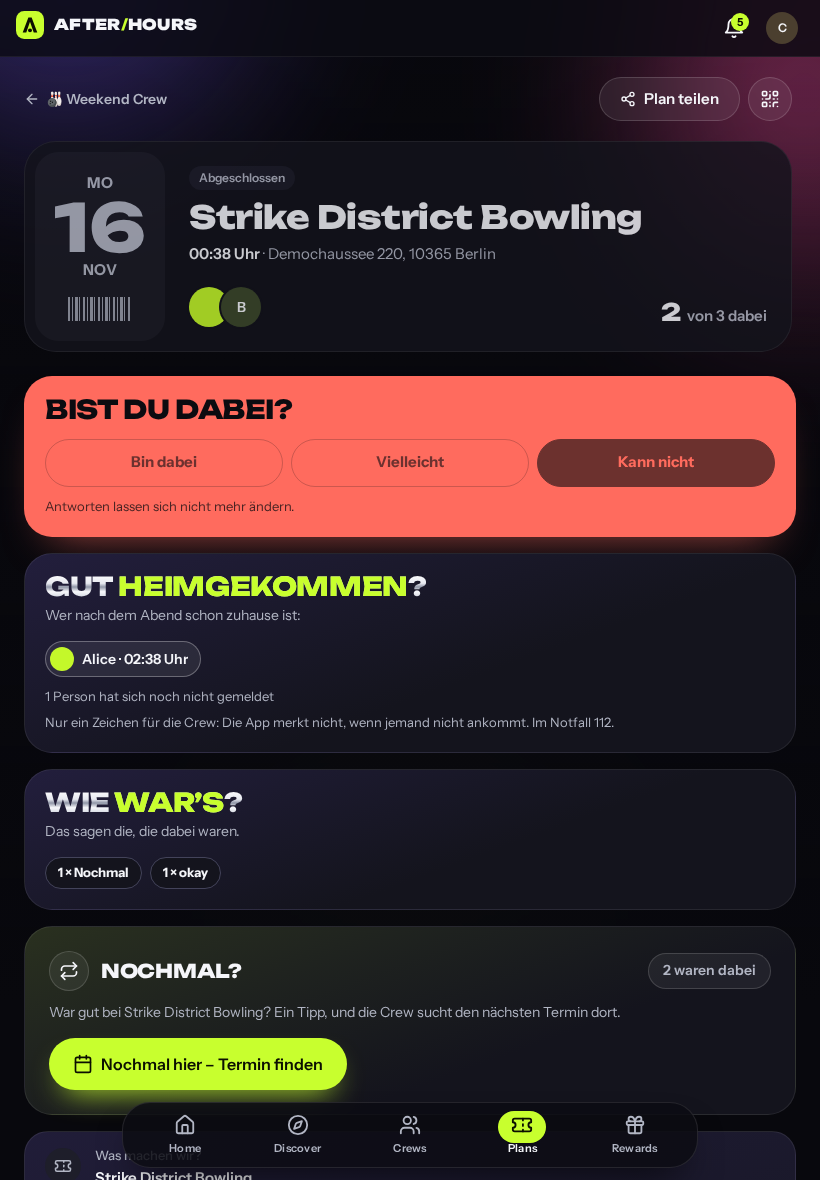 AFTER/HOURS
5
C
Weekend Crew
Plan teilen
MO
16
NOV
Abgeschlossen
Strike District Bowling
00:38 Uhr · Demochaussee 220, 10365 Berlin
B
2 von 3 dabei
BIST DU DABEI?
Bin dabei
Vielleicht
Kann nicht
Antworten lassen sich nicht mehr ändern.
GUT HEIMGEKOMMEN?
Wer nach dem Abend schon zuhause ist:
Alice · 02:38 Uhr
1 Person hat sich noch nicht gemeldet
Nur ein Zeichen für die Crew: Die App merkt nicht, wenn jemand nicht ankommt. Im Notfall 112.
WIE WAR'S?
Das sagen die, die dabei waren.
1 × Nochmal
1 × okay
NOCHMAL?
2 waren dabei
War gut bei Strike District Bowling? Ein Tipp, und die Crew sucht den nächsten Termin dort.
Nochmal hier – Termin finden
Home
Discover
Crews
Plans
Rewards
Was machen wir?
Strike District Bowling